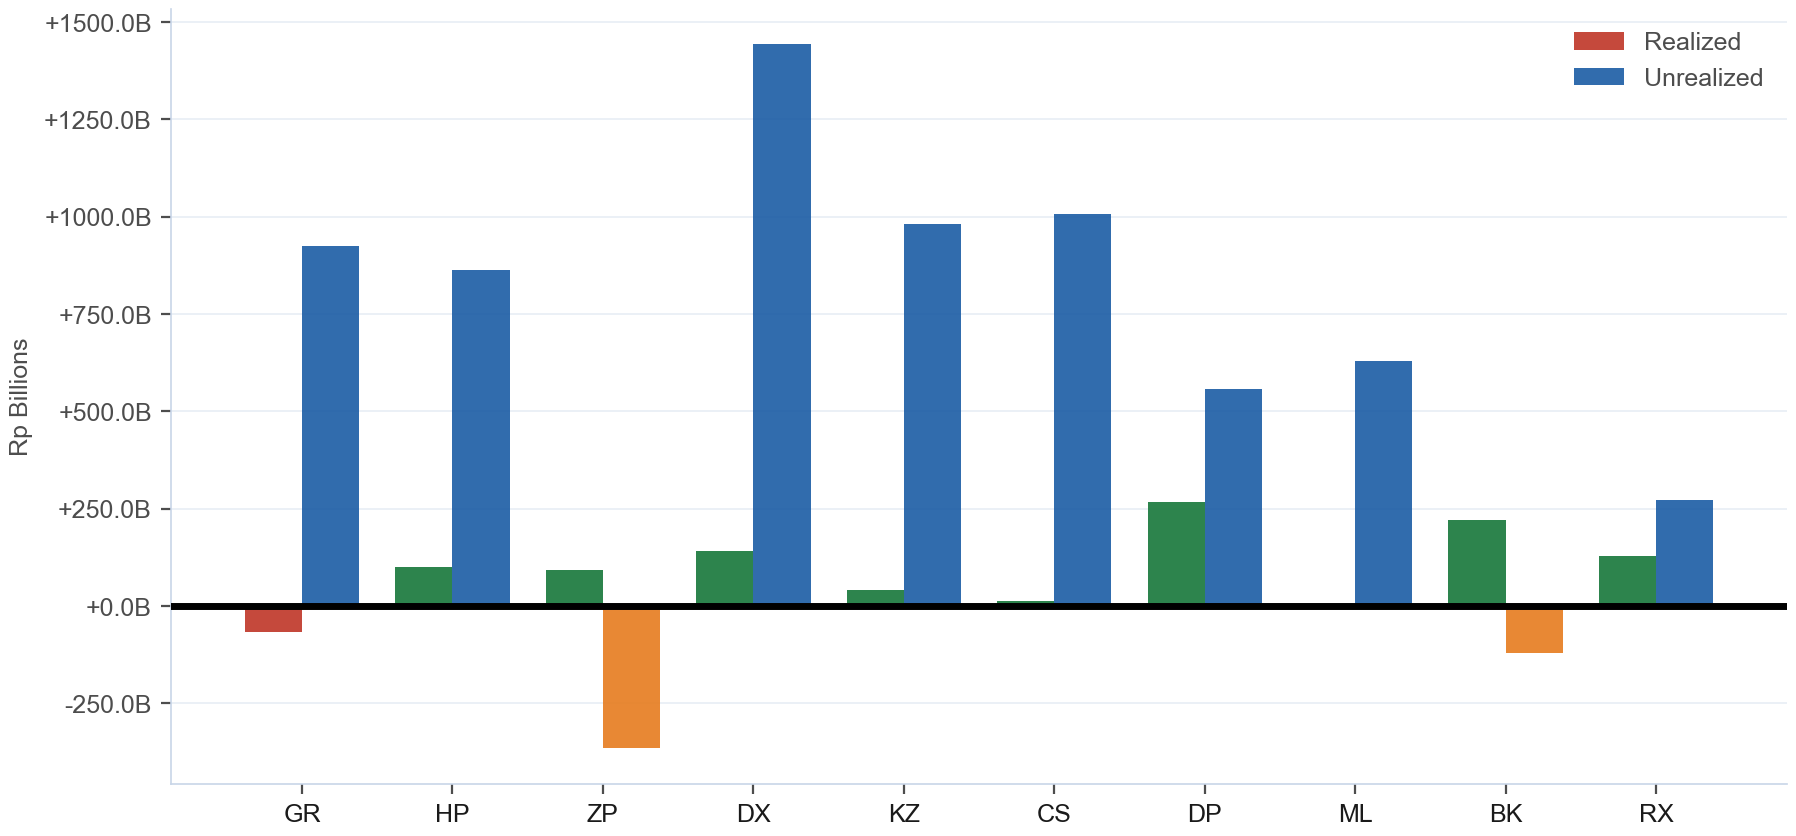 +1500.0B
+1250.0B
+1000.0B
+750.0B
+500.0B
+250.0B
+0.0B
-250.0B
Rp Billions
Realized
Unrealized
GR HP ZP DX KZ CS DP ML BK RX